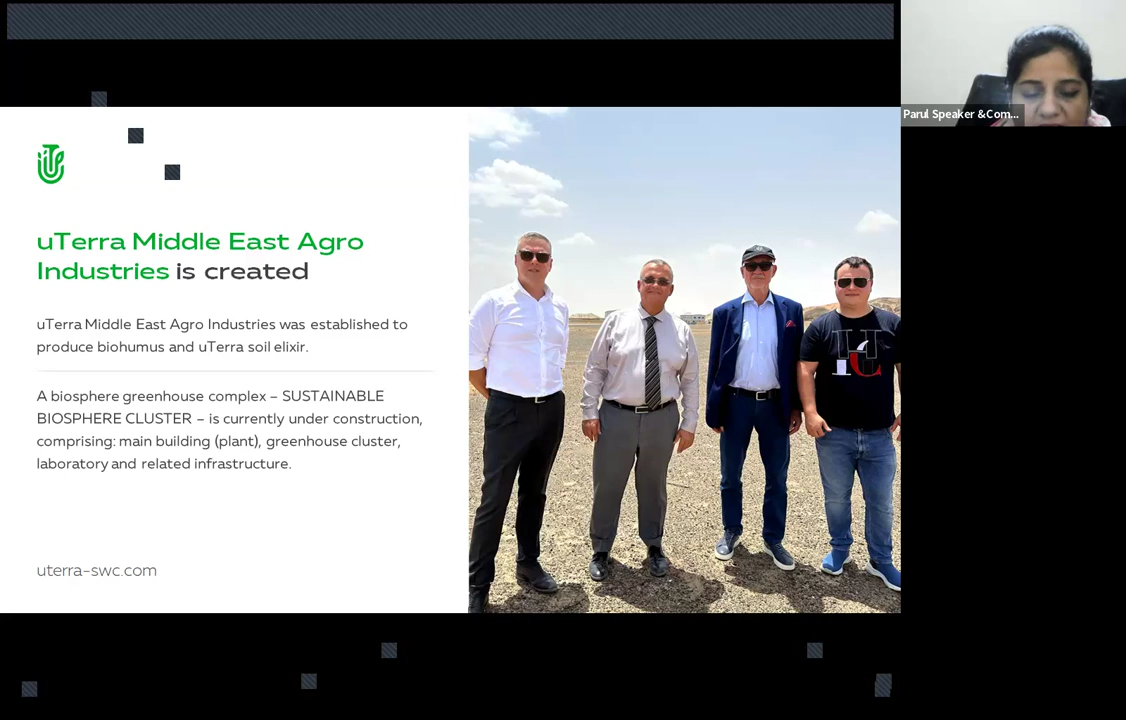 Parul Speaker &Com...
uTerra Middle East Agro
Industries is created
uTerra Middle East Agro Industries was established to
produce biohumus and uTerra soil elixir.
A biosphere greenhouse complex – SUSTAINABLE
BIOSPHERE CLUSTER – is currently under construction,
comprising: main building (plant), greenhouse cluster,
laboratory and related infrastructure.
uterra-swc.com